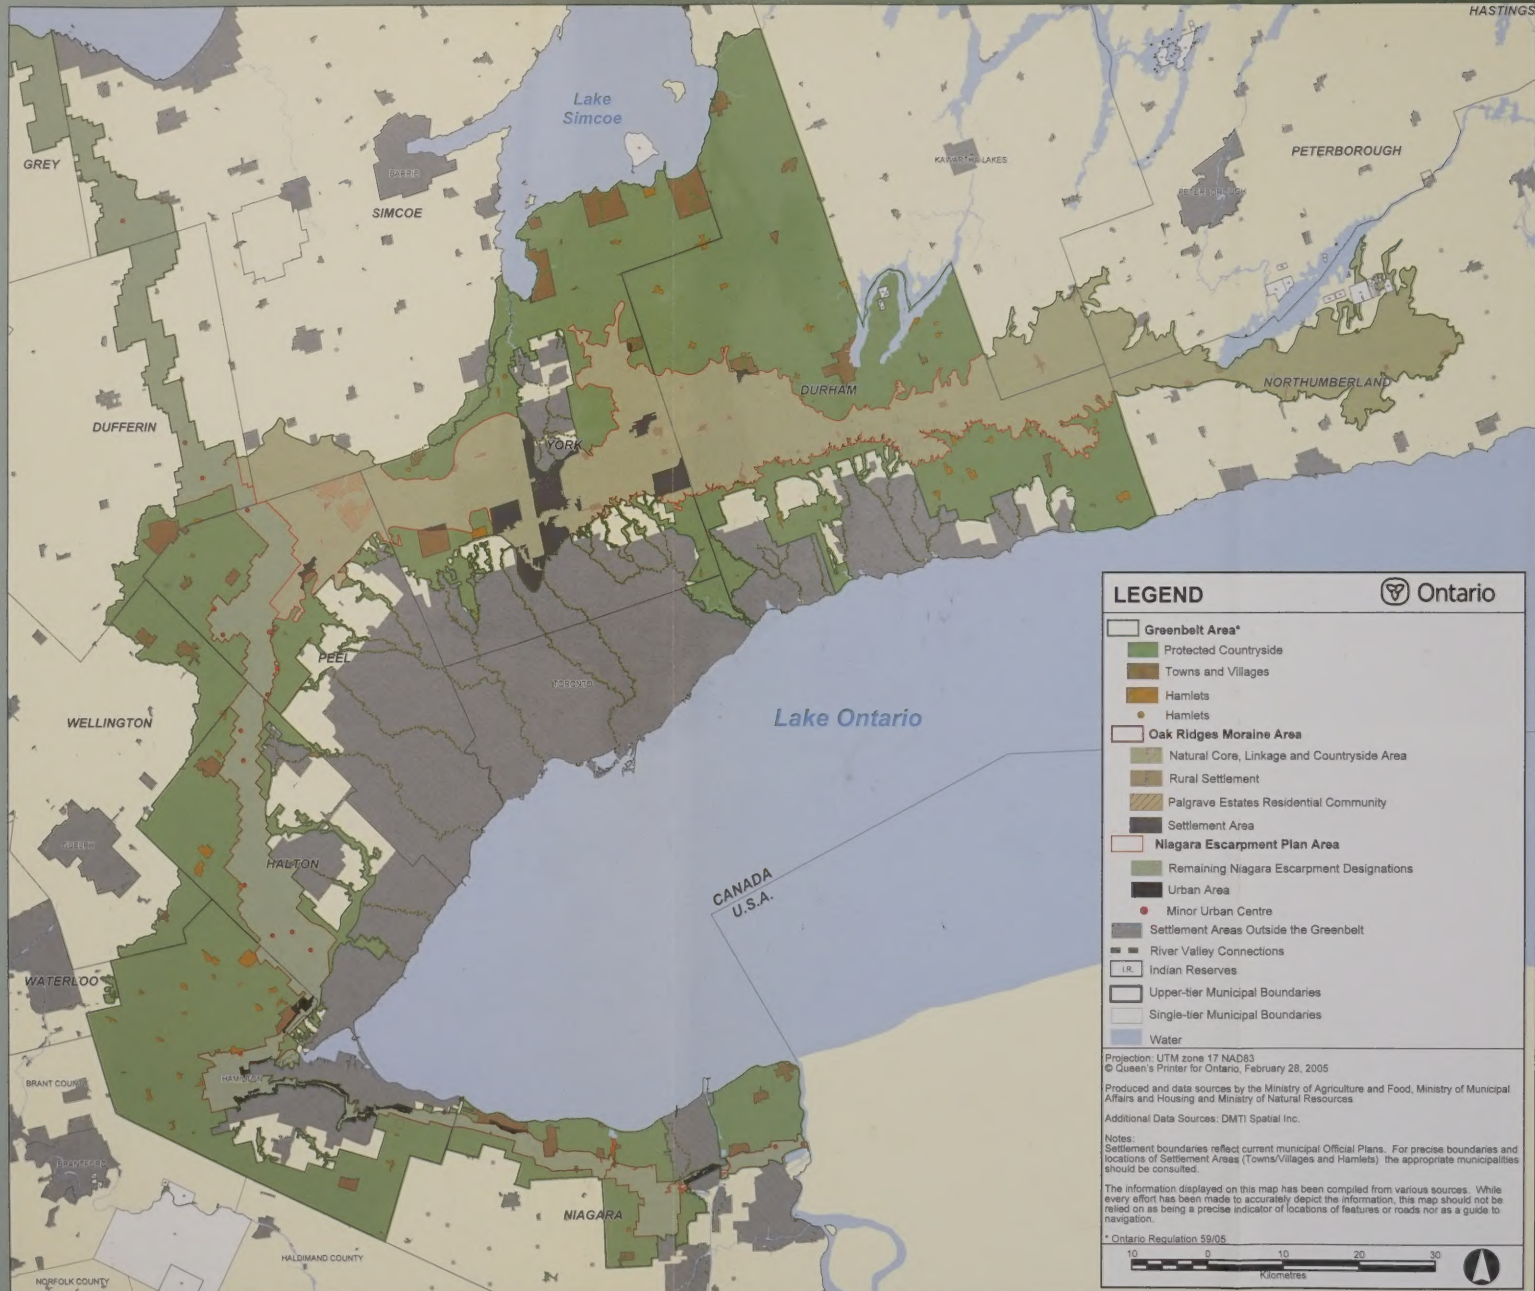 HASTINGS
Lake
Simcoe
GREY
BARRIE
SIMCOE
KAWARTHA LAKES
PETERBOROUGH
PETERBOROUGH
DUFFERIN
DURHAM
NORTHUMBERLAND
YORK
PEEL
TORONTO
WELLINGTON
Lake Ontario
GUELPH
HALTON
CANADA
U.S.A.
WATERLOO
HAMILTON
BRANT COUNTY
BRANTFORD
NIAGARA
HALDIMAND COUNTY
NORFOLK COUNTY
LEGEND
Ontario
Greenbelt Area*
Protected Countryside
Towns and Villages
Hamlets
Hamlets
Oak Ridges Moraine Area
Natural Core, Linkage and Countryside Area
Rural Settlement
Palgrave Estates Residential Community
Settlement Area
Niagara Escarpment Plan Area
Remaining Niagara Escarpment Designations
Urban Area
Minor Urban Centre
Settlement Areas Outside the Greenbelt
River Valley Connections
I.R. Indian Reserves
Upper-tier Municipal Boundaries
Single-tier Municipal Boundaries
Water
Projection: UTM zone 17 NAD83
© Queen's Printer for Ontario, February 28, 2005
Produced and data sources by the Ministry of Agriculture and Food, Ministry of Municipal
Affairs and Housing and Ministry of Natural Resources
Additional Data Sources: DMTI Spatial Inc.
Notes:
Settlement boundaries reflect current municipal Official Plans. For precise boundaries and
locations of Settlement Areas (Towns/Villages and Hamlets) the appropriate municipalities
should be consulted.
The information displayed on this map has been compiled from various sources. While
every effort has been made to accurately depict the information, this map should not be
relied on as being a precise indicator of locations of features or roads nor as a guide to
navigation.
* Ontario Regulation 59/05
10 0 10 20 30
Kilometres